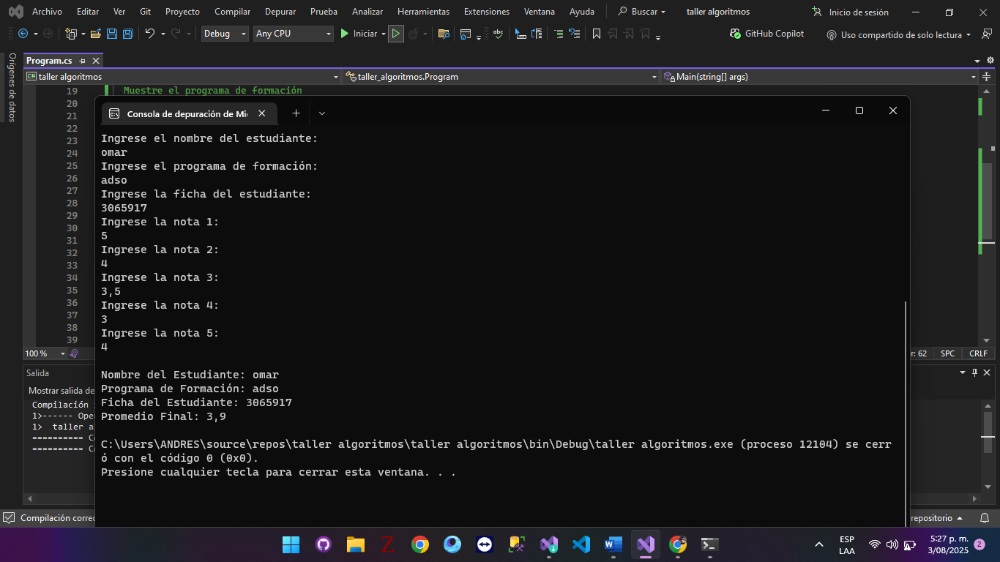 Archivo Editar Ver Git Proyecto Compilar Depurar Prueba Analizar Herramientas Extensiones Ventana Ayuda Buscar taller algoritmos Inicio de sesión
Debug Any CPU Iniciar GitHub Copilot Uso compartido de solo lectura
Orígenes de datos
Program.cs
taller algoritmos taller_algoritmos.Program Main(string[] args)
19 Muestre el programa de formación
20
21
22
23
24
25
26
27
28
29
30
31
32
33
34
35
36
37
38
39
Consola de depuración de Mi
Ingrese el nombre del estudiante:
omar
Ingrese el programa de formación:
adso
Ingrese la ficha del estudiante:
3065917
Ingrese la nota 1:
5
Ingrese la nota 2:
4
Ingrese la nota 3:
3,5
Ingrese la nota 4:
3
Ingrese la nota 5:
4
Nombre del Estudiante: omar
Programa de Formación: adso
Ficha del Estudiante: 3065917
Promedio Final: 3,9
C:\Users\ANDRES\source\repos\taller algoritmos\taller algoritmos\bin\Debug\taller algoritmos.exe (proceso 12104) se cerr
ó con el código 0 (0x0).
Presione cualquier tecla para cerrar esta ventana. . .
100 % r: 62 SPC CRLF
Salida
Mostrar salida de
Compilación
1>------ Ope
1> taller a
========== C
========== C
Compilación correc repositorio
ESP
LAA
5:27 p. m.
3/08/2025
2